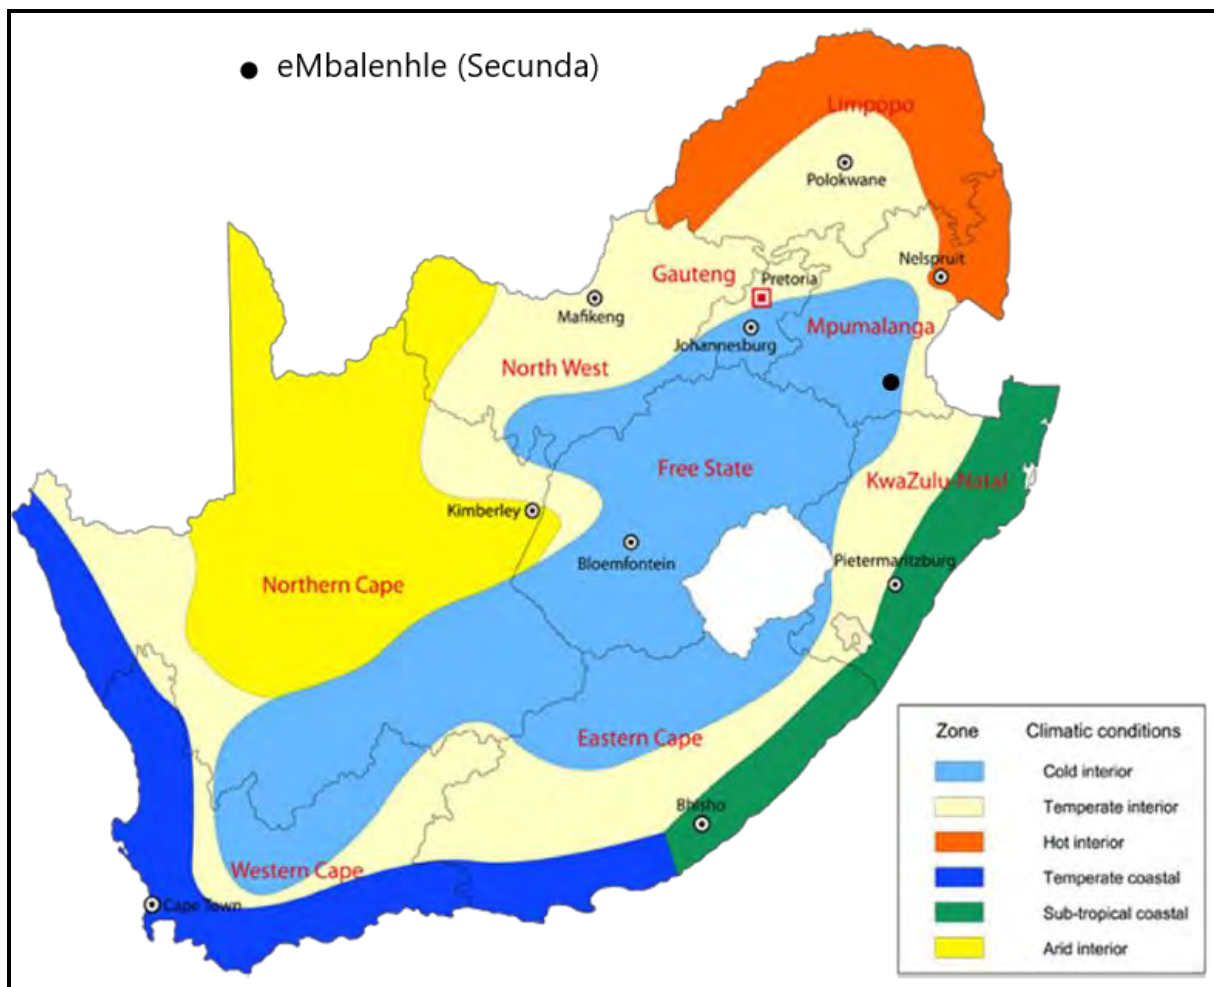 eMbalenhle (Secunda)
Limpopo
Polokwane
Nelspruit
Gauteng
Pretoria
Mafikeng
Mpumalanga
Johannesburg
North West
Free State
KwaZulu-Natal
Kimberley
Bloemfontein
Pietermaritzburg
Northern Cape
Eastern Cape
Bhisho
Western Cape
Cape Town
Zone Climatic conditions
Cold interior
Temperate interior
Hot interior
Temperate coastal
Sub-tropical coastal
Arid interior